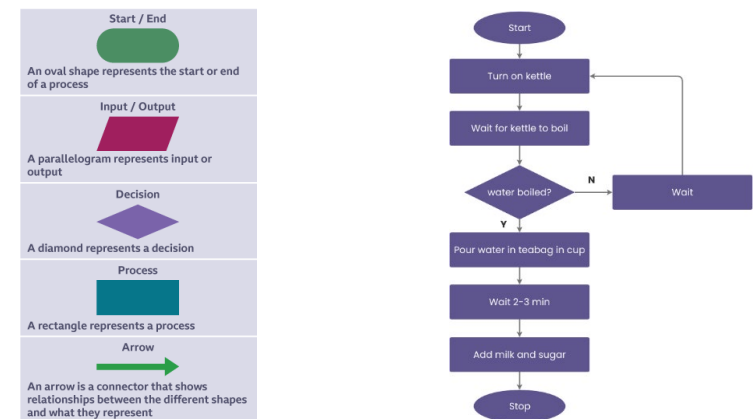 Start / End
An oval shape represents the start or end
of a process
Input / Output
A parallelogram represents input or
output
Decision
A diamond represents a decision
Process
A rectangle represents a process
Arrow
An arrow is a connector that shows
relationships between the different shapes
and what they represent
Start
Turn on kettle
Wait for kettle to boil
water boiled?
N
Wait
Y
Pour water in teabag in cup
Wait 2-3 min
Add milk and sugar
Stop